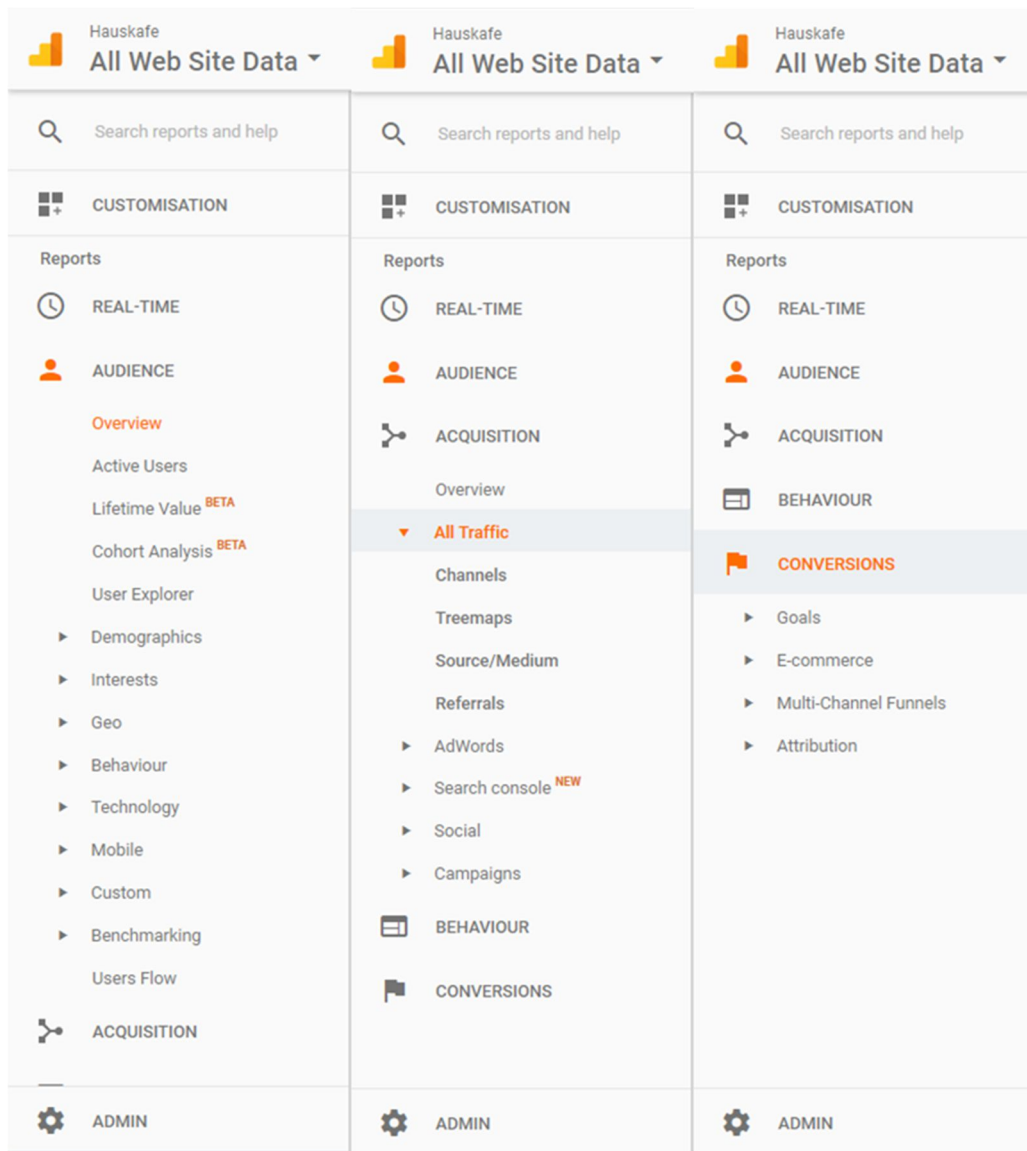 Hauskafe
All Web Site Data
Search reports and help
CUSTOMISATION
Reports
REAL-TIME
AUDIENCE
Overview
Active Users
Lifetime Value BETA
Cohort Analysis BETA
User Explorer
Demographics
Interests
Geo
Behaviour
Technology
Mobile
Custom
Benchmarking
Users Flow
ACQUISITION
ADMIN
Hauskafe
All Web Site Data
Search reports and help
CUSTOMISATION
Reports
REAL-TIME
AUDIENCE
ACQUISITION
Overview
All Traffic
Channels
Treemaps
Source/Medium
Referrals
AdWords
Search console NEW
Social
Campaigns
BEHAVIOUR
CONVERSIONS
ADMIN
Hauskafe
All Web Site Data
Search reports and help
CUSTOMISATION
Reports
REAL-TIME
AUDIENCE
ACQUISITION
BEHAVIOUR
CONVERSIONS
Goals
E-commerce
Multi-Channel Funnels
Attribution
ADMIN